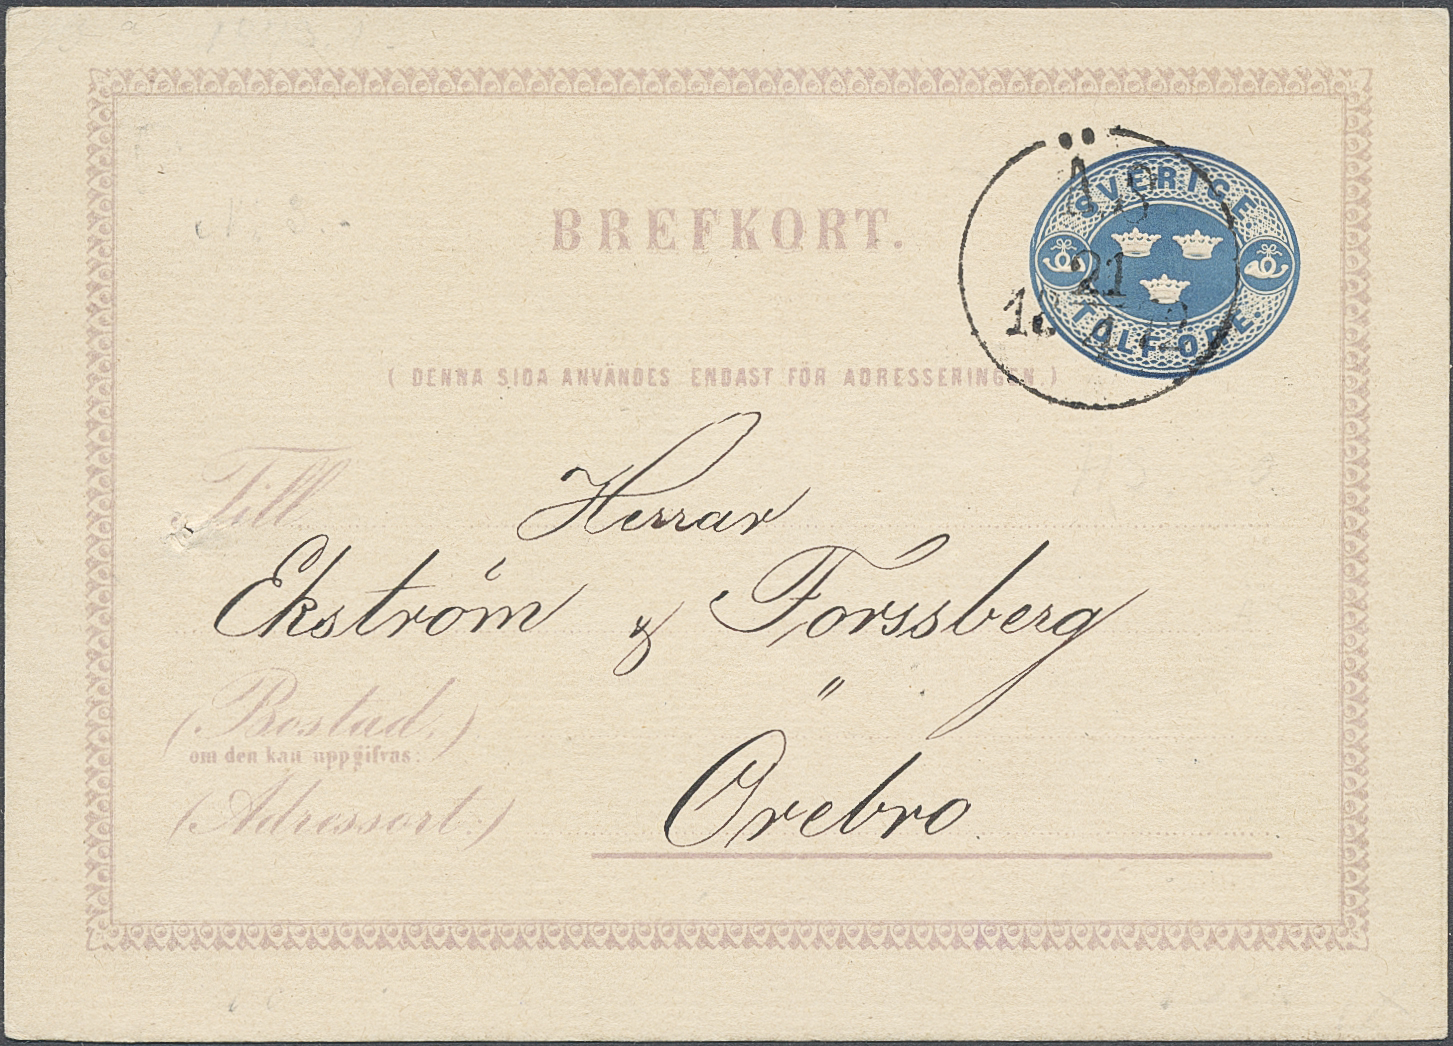 BREFKORT.
SVERIGE.
TOLF ÖRE.
21
(DENNA SIDA ANVÄNDES ENDAST FÖR ADRESSERINGEN.)
Till
Herrar
Ekström & Forssberg
(Bostad.)
om den kan uppgifvas:
(Adressort:)
Örebro